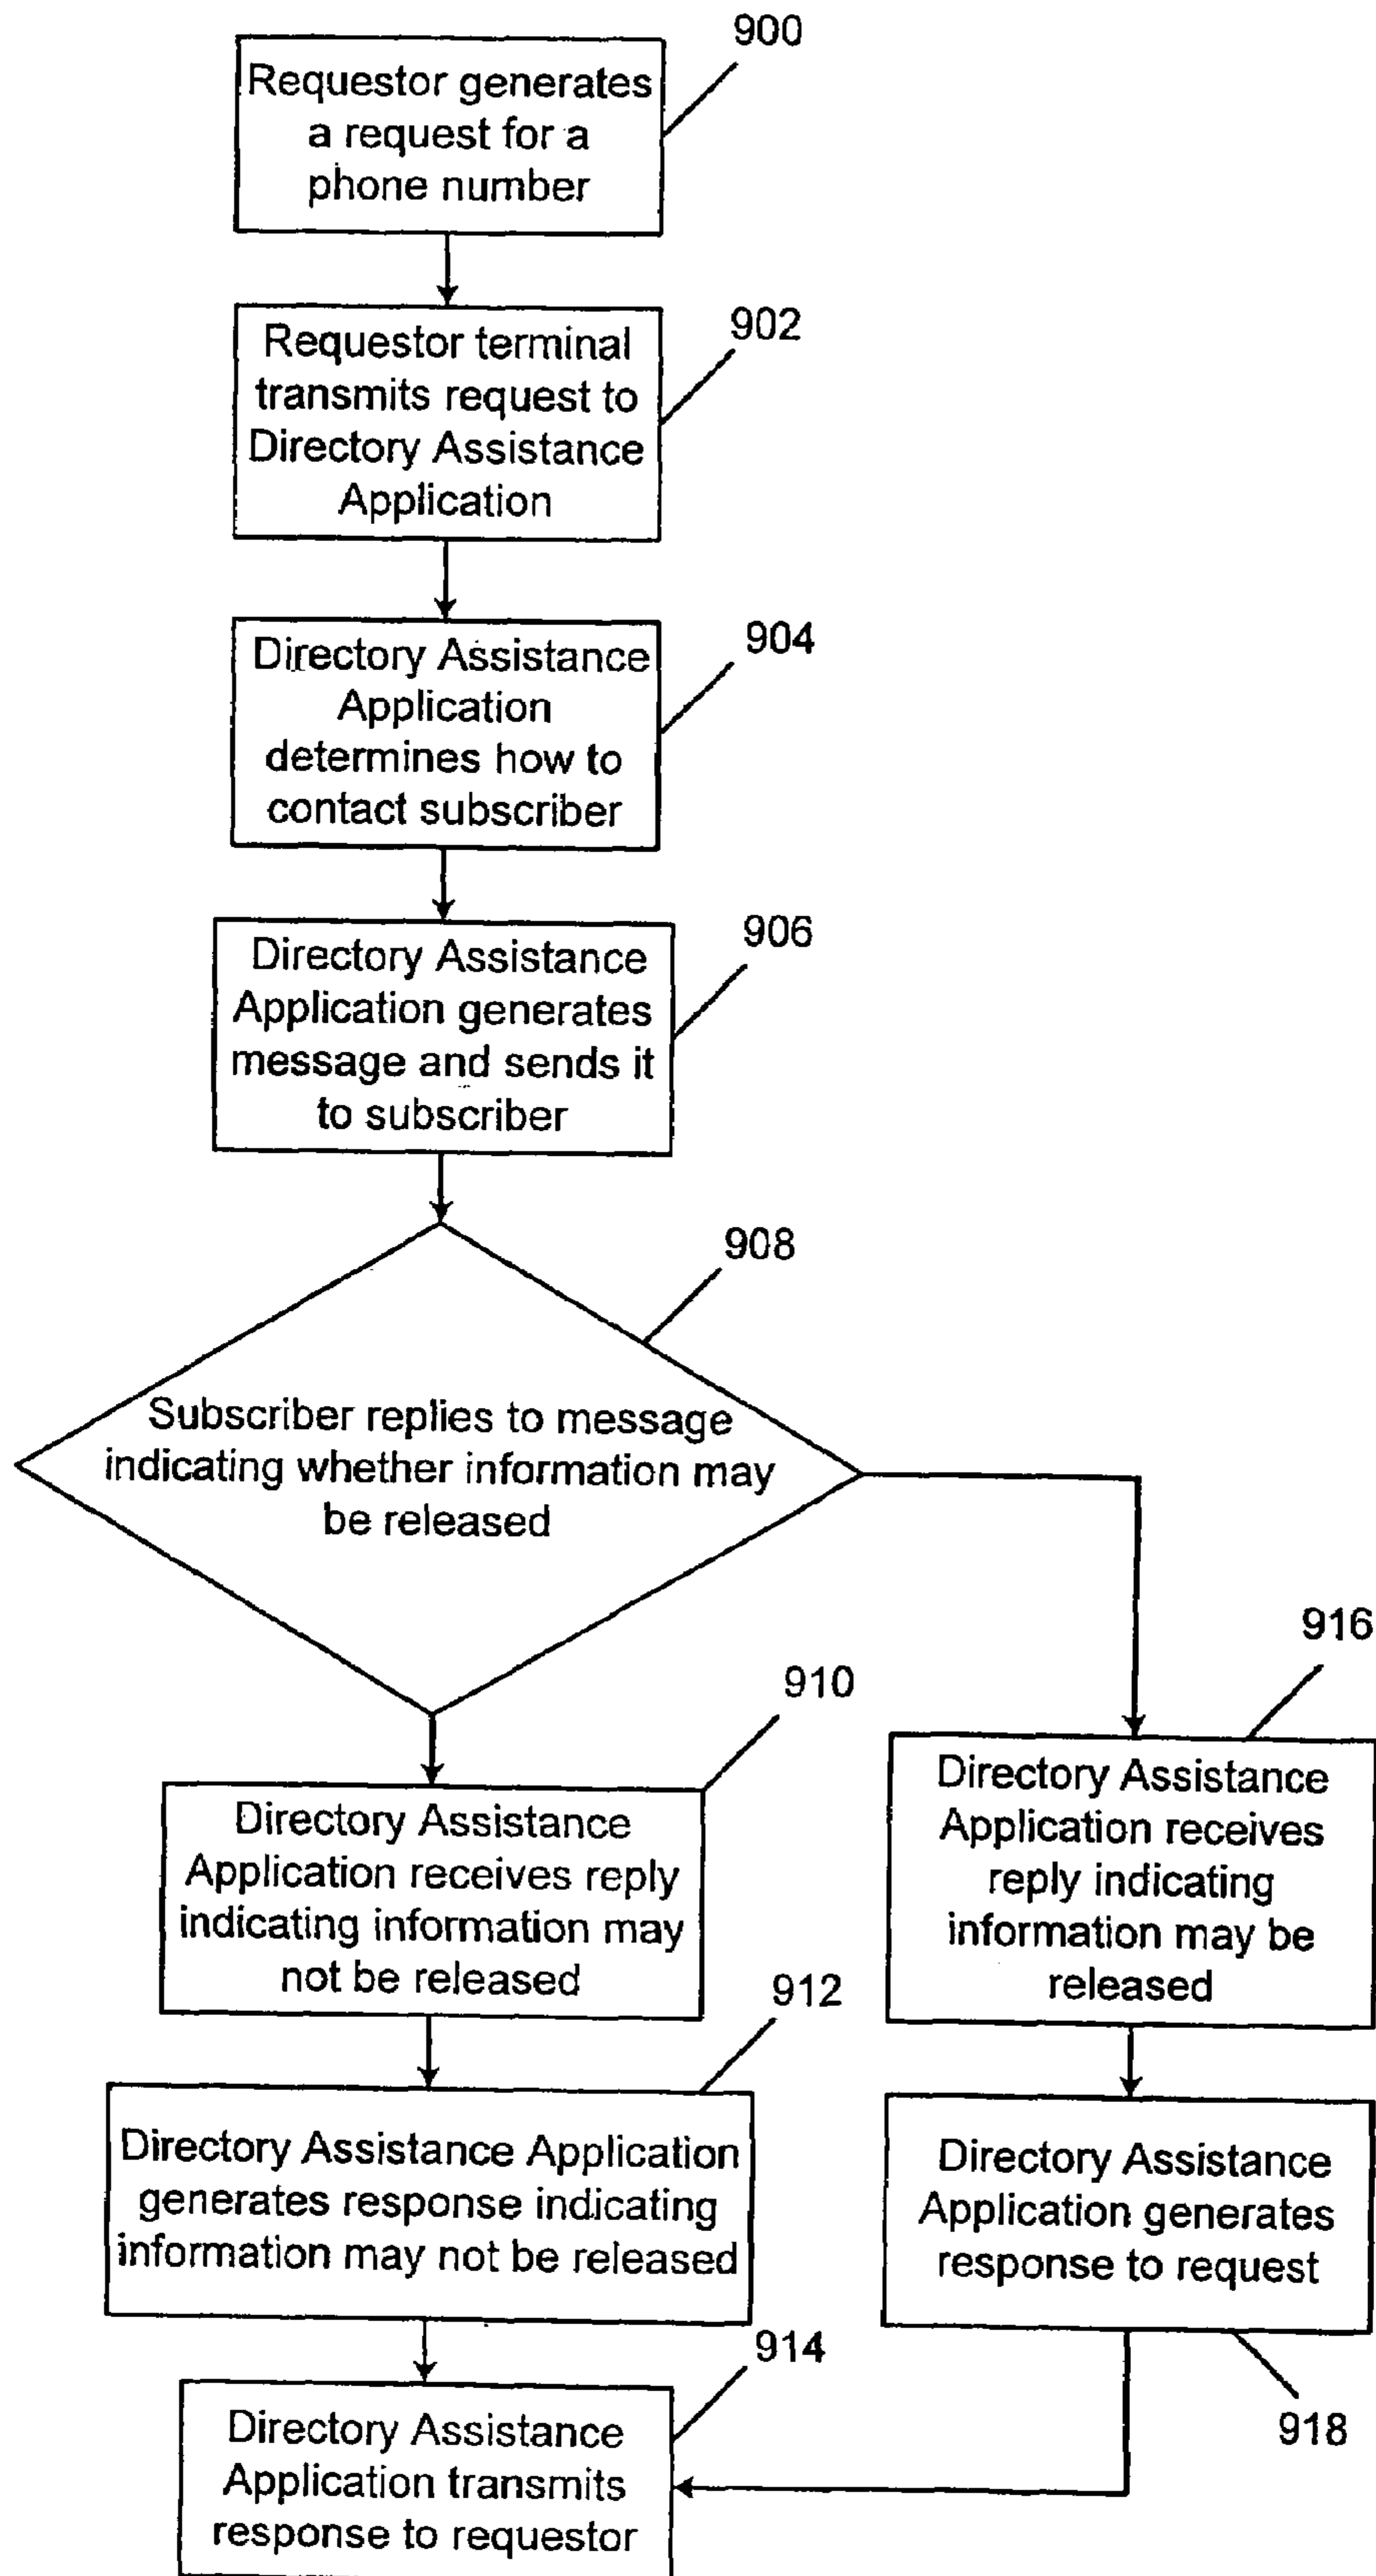 900
Requestor generates
a request for a
phone number
902
Requestor terminal
transmits request to
Directory Assistance
Application
904
Directory Assistance
Application
determines how to
contact subscriber
906
Directory Assistance
Application generates
message and sends it
to subscriber
908
Subscriber replies to message
indicating whether information may
be released
910
Directory Assistance
Application receives reply
indicating information may
not be released
912
Directory Assistance Application
generates response indicating
information may not be released
914
Directory Assistance
Application transmits
response to requestor
916
Directory Assistance
Application receives
reply indicating
information may be
released
Directory Assistance
Application generates
response to request
918